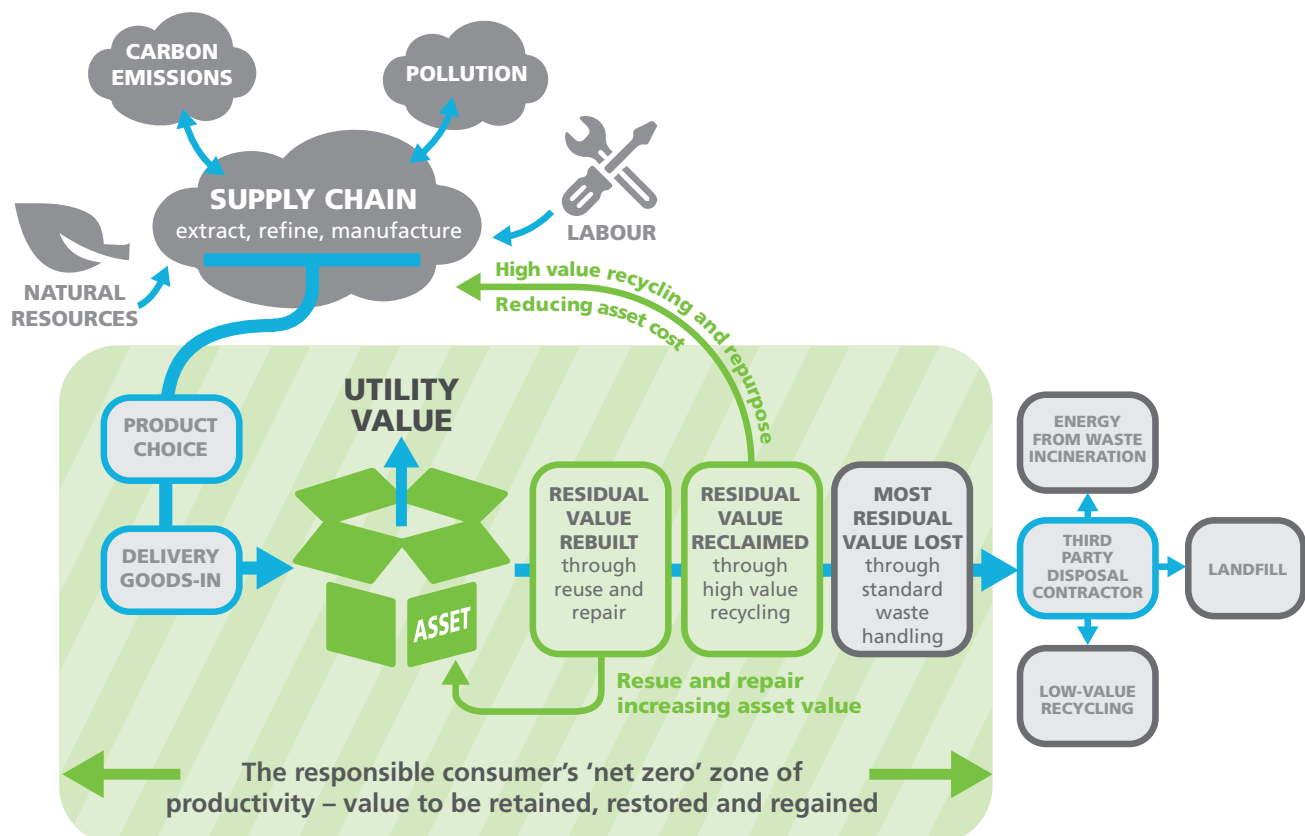 CARBON
EMISSIONS
POLLUTION
SUPPLY CHAIN
extract, refine, manufacture
LABOUR
NATURAL
RESOURCES
High value recycling and repurpose
Reducing asset cost
PRODUCT
CHOICE
DELIVERY
GOODS-IN
UTILITY
VALUE
ASSET
RESIDUAL
VALUE
REBUILT
through
reuse and
repair
RESIDUAL
VALUE
RECLAIMED
through
high value
recycling
MOST
RESIDUAL
VALUE LOST
through
standard
waste
handling
Resue and repair
increasing asset value
ENERGY
FROM WASTE
INCINERATION
THIRD
PARTY
DISPOSAL
CONTRACTOR
LANDFILL
LOW-VALUE
RECYCLING
The responsible consumer’s ‘net zero’ zone of
productivity – value to be retained, restored and regained